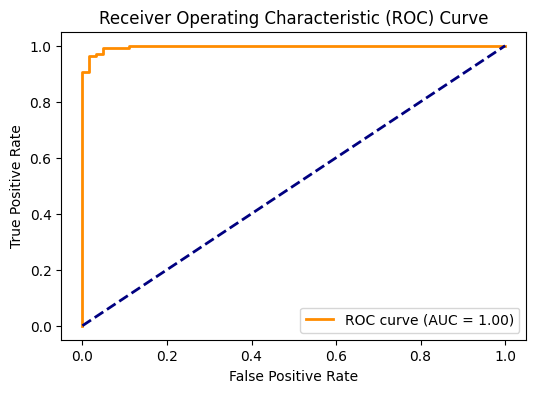 Receiver Operating Characteristic (ROC) Curve
1.0
0.8
0.6
0.4
0.2
0.0
True Positive Rate
ROC curve (AUC = 1.00)
0.0 0.2 0.4 0.6 0.8 1.0
False Positive Rate